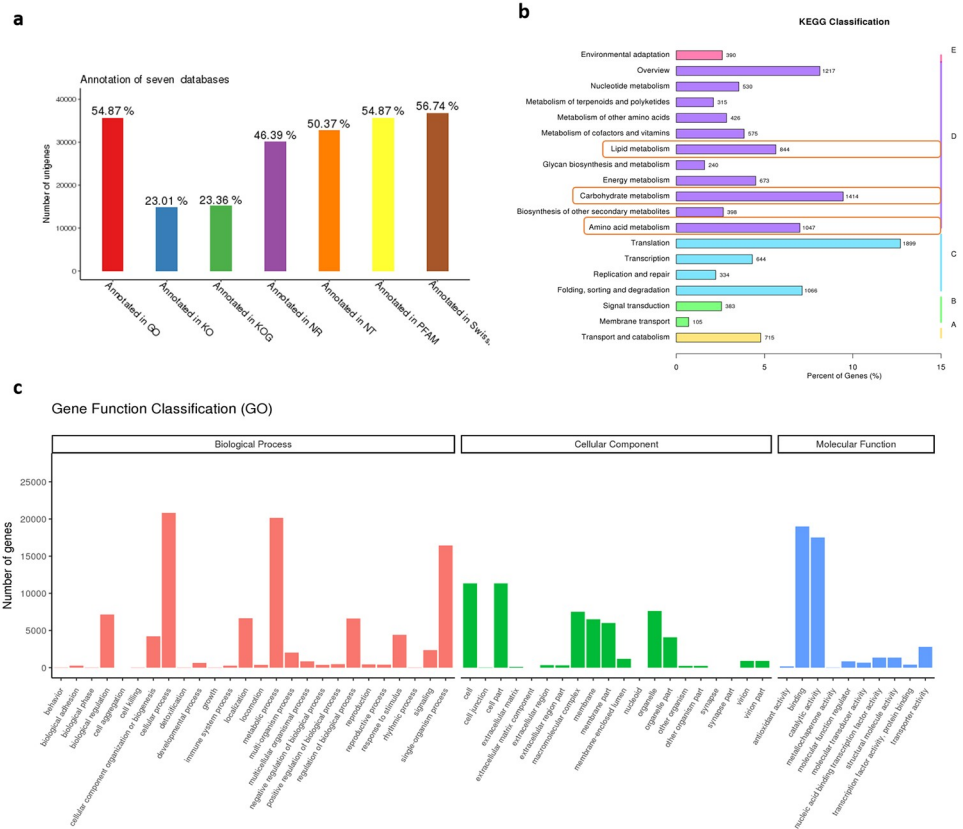 a
Annotation of seven databases
Number of unigenes
40000
30000
20000
10000
0
54.87 %
23.01 %
23.36 %
46.39 %
50.37 %
54.87 %
56.74 %
Annotated in GO
Annotated in KO
Annotated in KOG
Annotated in NR
Annotated in NT
Annotated in PFAM
Annotated in Swiss.
b
KEGG Classification
Environmental adaptation 390
Overview 1217
Nucleotide metabolism 530
Metabolism of terpenoids and polyketides 315
Metabolism of other amino acids 426
Metabolism of cofactors and vitamins 575
Lipid metabolism 844
Glycan biosynthesis and metabolism 240
Energy metabolism 673
Carbohydrate metabolism 1414
Biosynthesis of other secondary metabolites 398
Amino acid metabolism 1047
Translation 1899
Transcription 644
Replication and repair 334
Folding, sorting and degradation 1066
Signal transduction 383
Membrane transport 105
Transport and catabolism 715
E
D
C
B
A
0 5 10 15
Percent of Genes (%)
c
Gene Function Classification (GO)
Biological Process
Cellular Component
Molecular Function
Number of genes
25000
20000
15000
10000
5000
0
behavior
biological adhesion
biological phase
biological regulation
cell aggregation
cell killing
cellular component organization or biogenesis
cellular process
detoxification
developmental process
growth
immune system process
localization
locomotion
metabolic process
multi-organism process
multicellular organismal process
negative regulation of biological process
positive regulation of biological process
regulation of biological process
reproduction
reproductive process
response to stimulus
rhythmic process
signaling
single-organism process
cell
cell junction
cell part
extracellular matrix
extracellular matrix component
extracellular region
extracellular region part
macromolecular complex
membrane
membrane part
membrane-enclosed lumen
nucleoid
organelle
organelle part
other organism
other organism part
synapse
synapse part
virion
virion part
antioxidant activity
binding
catalytic activity
metallochaperone activity
molecular function regulator
molecular transducer activity
nucleic acid binding transcription factor activity
structural molecule activity
transcription factor activity, protein binding
transporter activity